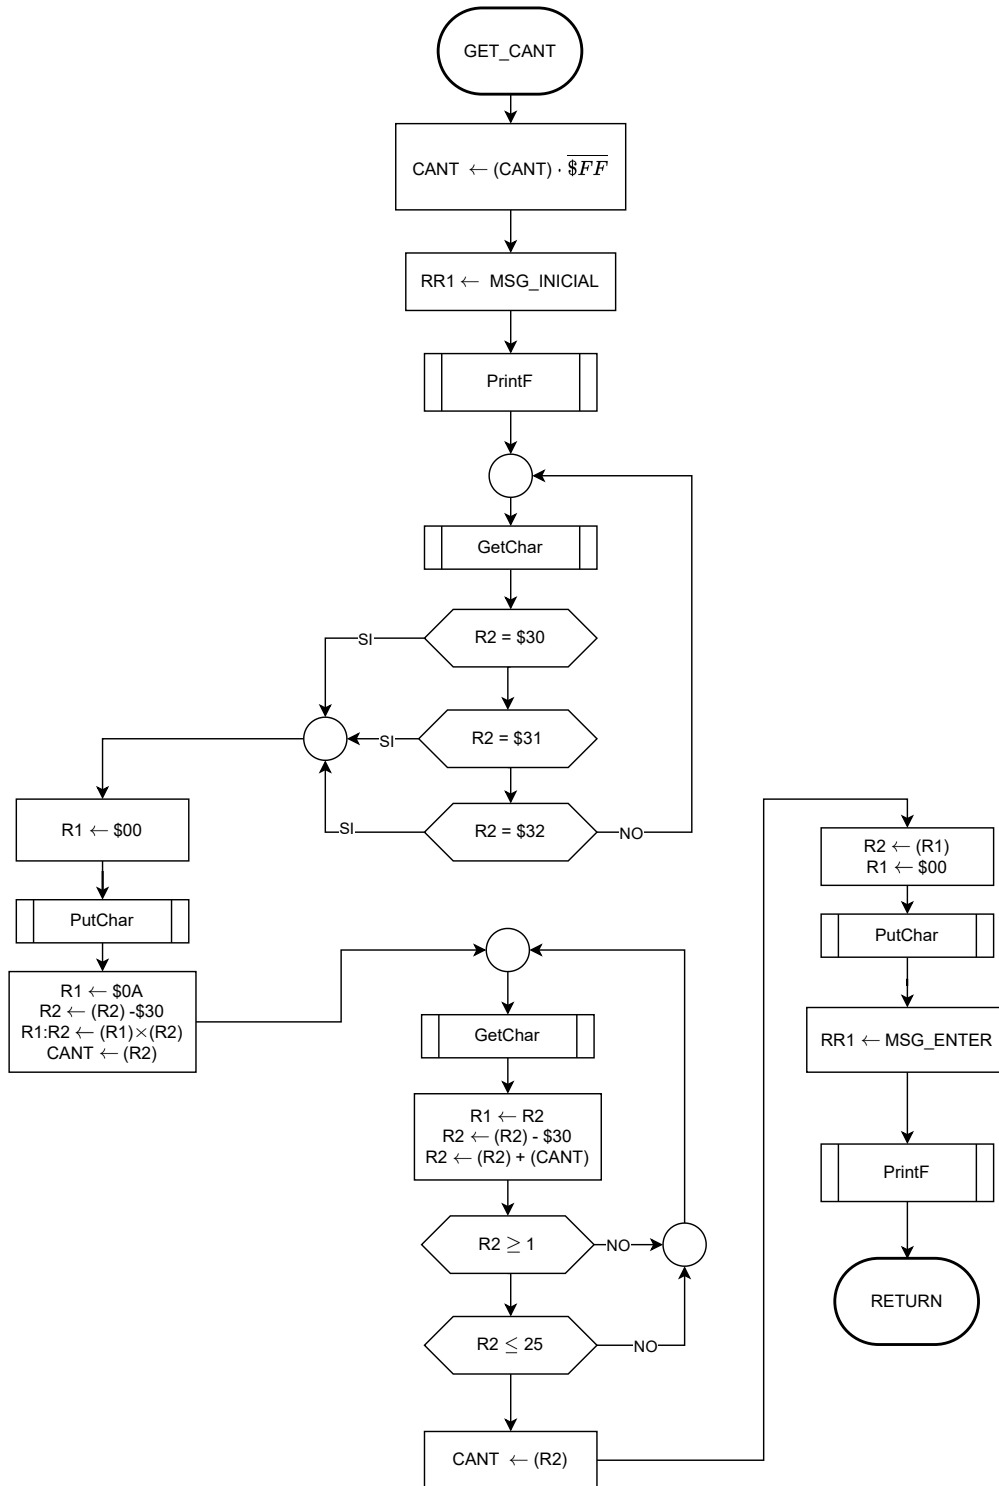 GET_CANT
CANT ← (CANT) · $\overline{\$FF}$
RR1 ← MSG_INICIAL
PrintF
GetChar
R2 = $30
SI
R2 = $31
SI
R2 = $32
SI
NO
R1 ← $00
PutChar
R1 ← $0A
R2 ← (R2) -$30
R1:R2 ← (R1)×(R2)
CANT ← (R2)
GetChar
R1 ← R2
R2 ← (R2) - $30
R2 ← (R2) + (CANT)
R2 ≥ 1
NO
R2 ≤ 25
NO
CANT ← (R2)
R2 ← (R1)
R1 ← $00
PutChar
RR1 ← MSG_ENTER
PrintF
RETURN